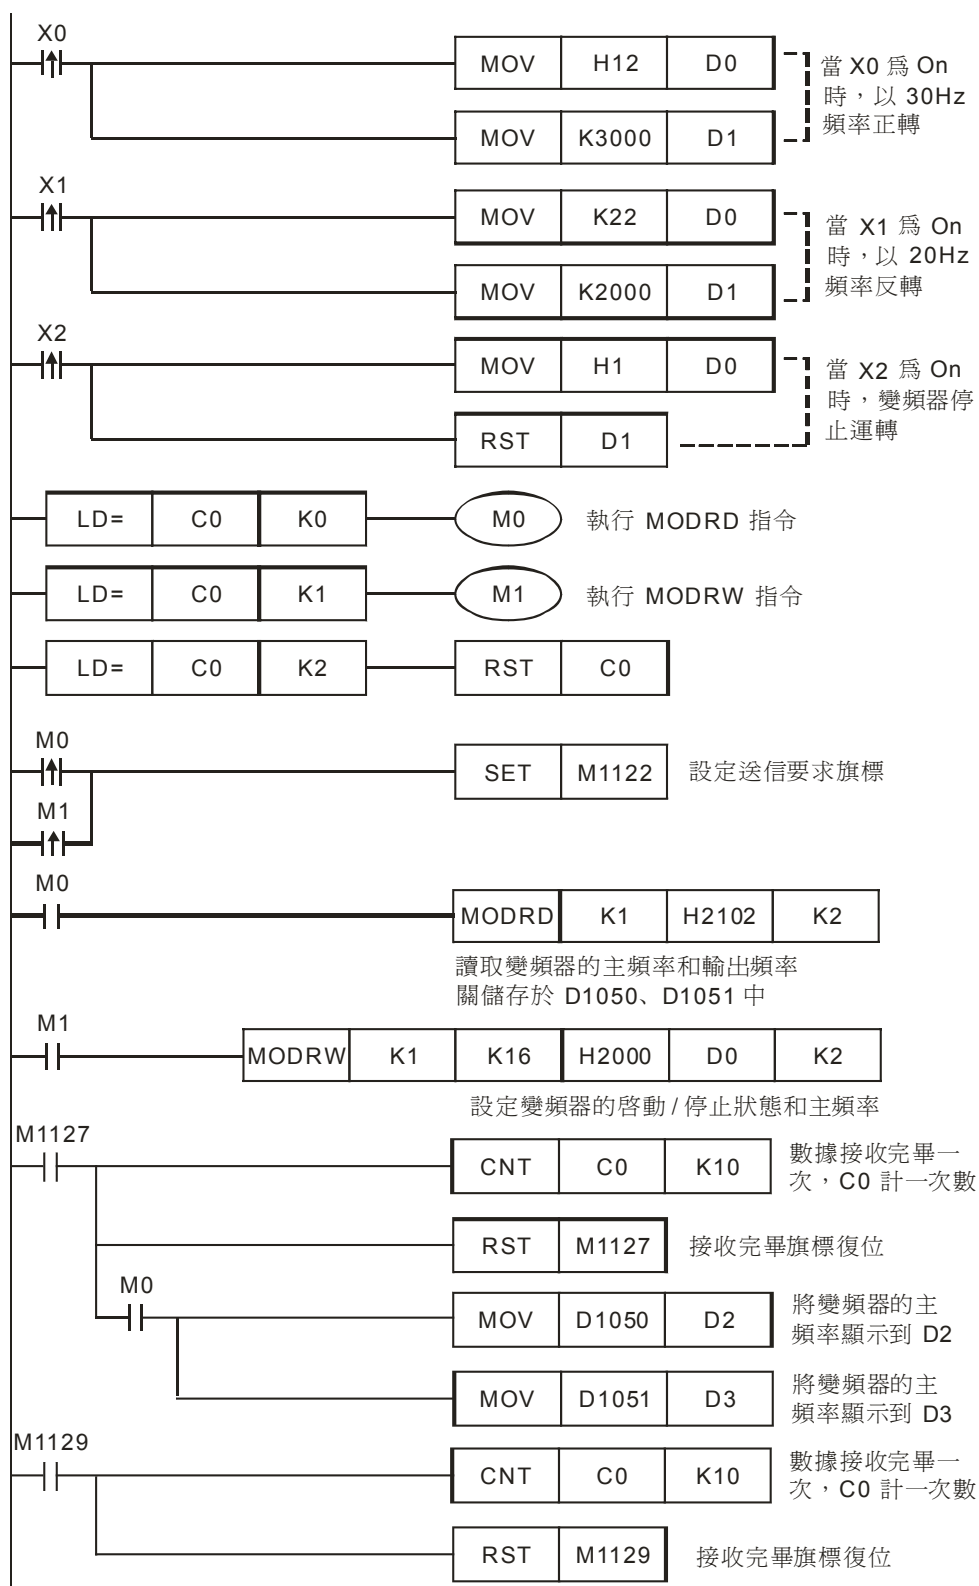 X0
MOV H12 D0
當 X0 爲 On
時，以 30Hz
頻率正轉
MOV K3000 D1
X1
MOV K22 D0
當 X1 爲 On
時，以 20Hz
頻率反轉
MOV K2000 D1
X2
MOV H1 D0
當 X2 爲 On
時，變頻器停
止運轉
RST D1
LD= C0 K0 M0 執行 MODRD 指令
LD= C0 K1 M1 執行 MODRW 指令
LD= C0 K2 RST C0
M0
SET M1122 設定送信要求旗標
M1
M0
MODRD K1 H2102 K2
讀取變頻器的主頻率和輸出頻率
關儲存於 D1050、D1051 中
M1
MODRW K1 K16 H2000 D0 K2
設定變頻器的啓動 / 停止狀態和主頻率
M1127
CNT C0 K10
數據接收完畢一
次，C0 計一次數
RST M1127 接收完畢旗標復位
M0
MOV D1050 D2
將變頻器的主
頻率顯示到 D2
MOV D1051 D3
將變頻器的主
頻率顯示到 D3
M1129
CNT C0 K10
數據接收完畢一
次，C0 計一次數
RST M1129 接收完畢旗標復位